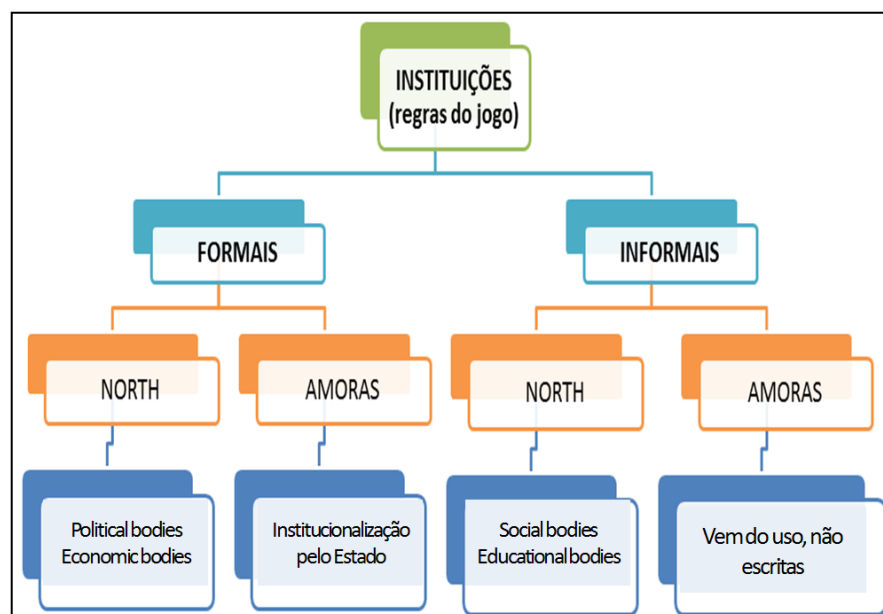 INSTITUIÇÕES
(regras do jogo)
FORMAIS
INFORMAIS
NORTH
AMORAS
NORTH
AMORAS
Political bodies
Economic bodies
Institucionalização
pelo Estado
Social bodies
Educational bodies
Vem do uso, não
escritas